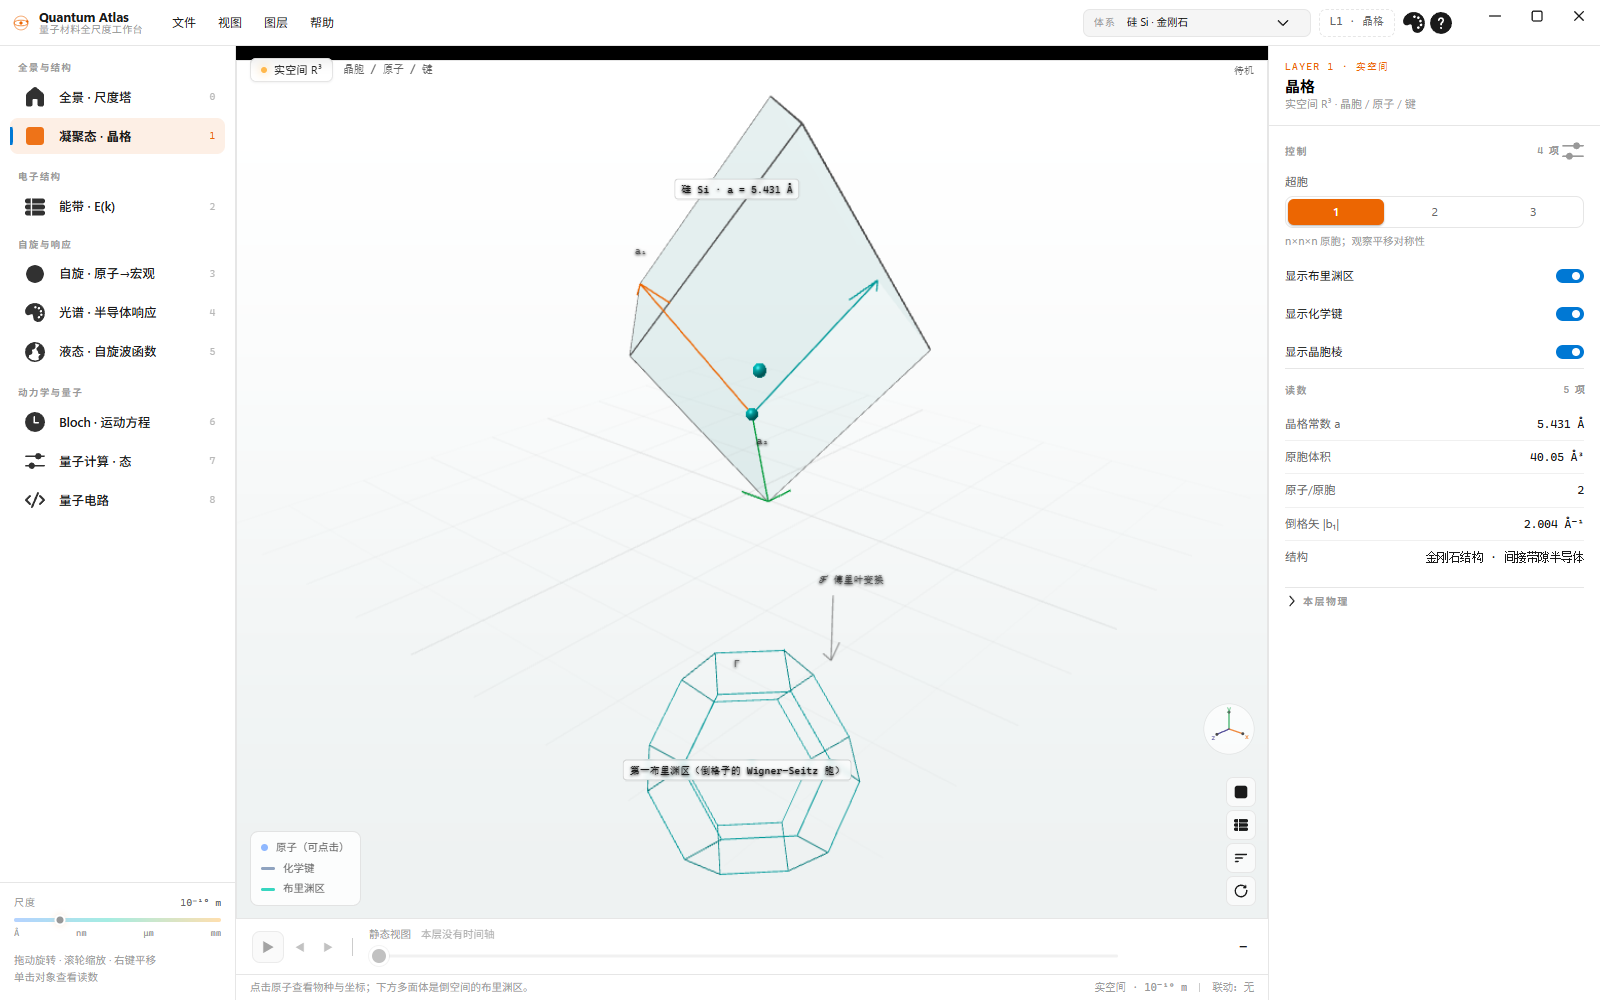 Quantum Atlas
量子材料全尺度工作台
文件 视图 图层 帮助
体系 硅 Si · 金刚石
L1 · 晶格
全景与结构
全景 · 尺度塔 0
凝聚态 · 晶格 1
电子结构
能带 · E(k) 2
自旋与响应
自旋 · 原子→宏观 3
光谱 · 半导体响应 4
液态 · 自旋波函数 5
动力学与量子
Bloch · 运动方程 6
量子计算 · 态 7
量子电路 8
尺度 10⁻¹⁰ m
Å nm μm mm
拖动旋转 · 滚轮缩放 · 右键平移
单击对象查看读数
实空间 R³ 晶胞 / 原子 / 键 待机
硅 Si · a = 5.431 Å
ℱ 傅里叶变换
Γ
第一布里渊区（倒格子的 Wigner–Seitz 胞）
原子（可点击）
化学键
布里渊区
Y
Z
X
静态视图 本层没有时间轴
点击原子查看物种与坐标；下方多面体是倒空间的布里渊区。
实空间 · 10⁻¹⁰ m | 联动：无
LAYER 1 · 实空间
晶格
实空间 R³ · 晶胞 / 原子 / 键
控制 4 项
超胞
1 2 3
n×n×n 原胞；观察平移对称性
显示布里渊区
显示化学键
显示晶胞棱
读数 5 项
晶格常数 a 5.431 Å
原胞体积 40.05 Å³
原子/原胞 2
倒格矢 |b₁| 2.004 Å⁻¹
结构 金刚石结构 · 间接带隙半导体
本层物理